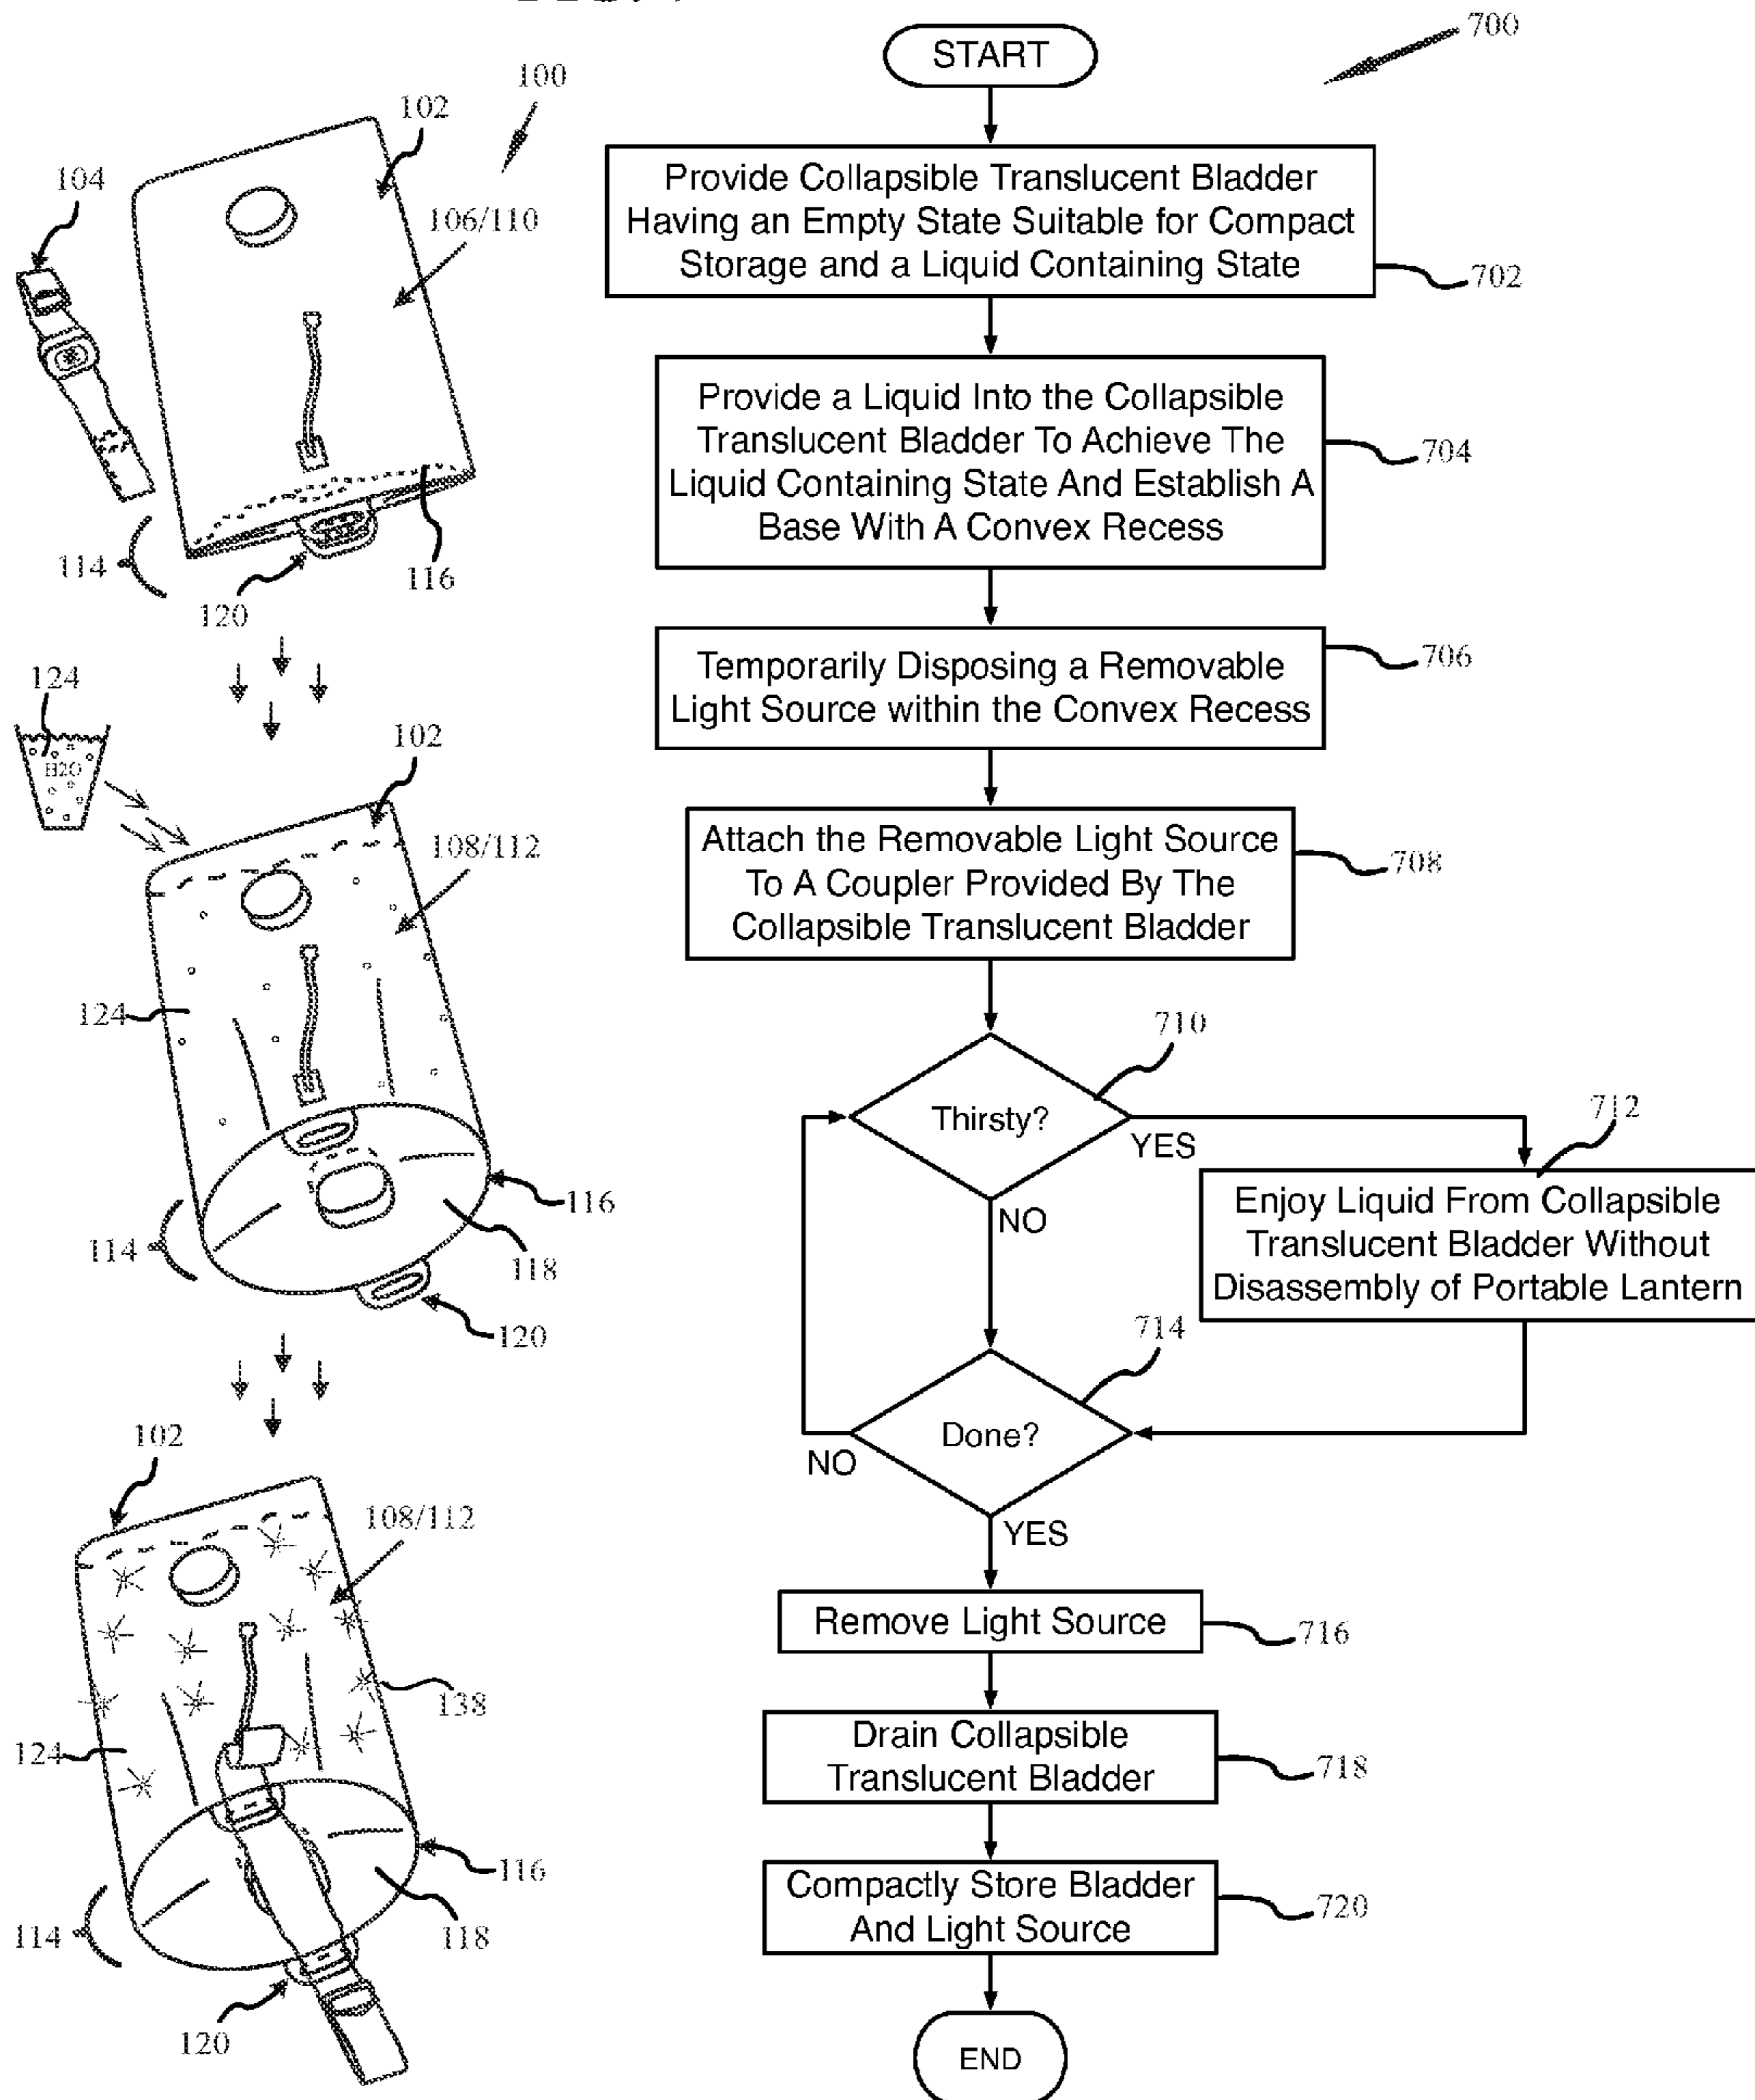 700
START
100
102
104
106/110
Provide Collapsible Translucent Bladder
Having an Empty State Suitable for Compact
Storage and a Liquid Containing State
702
Provide a Liquid Into the Collapsible
Translucent Bladder To Achieve The
Liquid Containing State And Establish A
Base With A Convex Recess
704
114
116
120
Temporarily Disposing a Removable
Light Source within the Convex Recess
706
124
H2O
102
108/112
Attach the Removable Light Source
To A Coupler Provided By The
Collapsible Translucent Bladder
708
124
710
Thirsty?
YES
NO
712
Enjoy Liquid From Collapsible
Translucent Bladder Without
Disassembly of Portable Lantern
116
114
118
120
714
Done?
NO
YES
102
108/112
Remove Light Source
716
138
124
Drain Collapsible
Translucent Bladder
718
116
114
118
Compactly Store Bladder
And Light Source
720
120
END